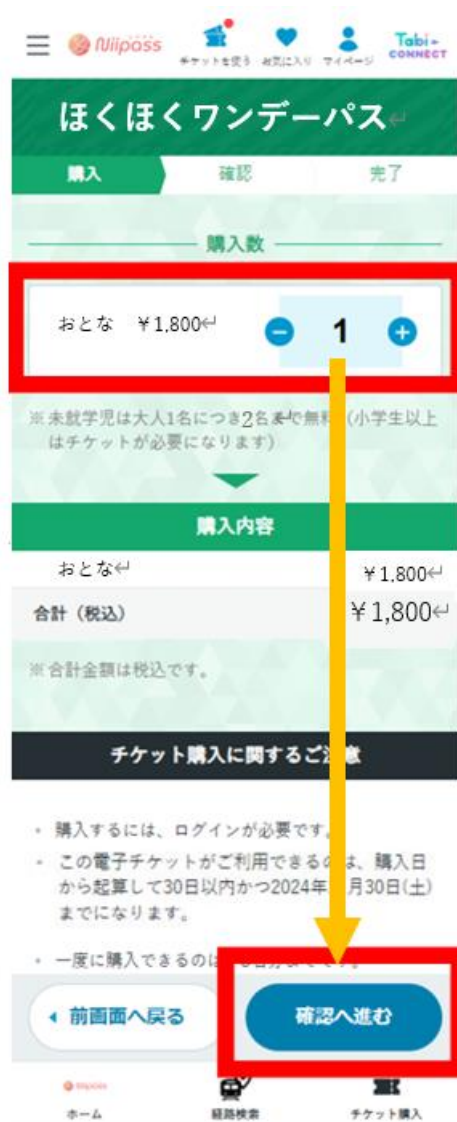 Niipass
チケットを使う お気に入り マイページ Tabi-CONNECT
ほくほくワンデーパス↵
購入 確認 完了
購入数
おとな ￥1,800↵ 1
※未就学児は大人1名につき2名まで無料 (小学生以上
はチケットが必要になります)
購入内容
おとな↵ ￥1,800↵
合計（税込） ￥1,800↵
※合計金額は税込です。
チケット購入に関するご注意
・ 購入するには、ログインが必要です。
・ この電子チケットがご利用できるのは、購入日
から起算して30日以内かつ2024年 月30日(土)
までになります。
・ 一度に購入できるのは
前画面へ戻る 確認へ進む
Niipass
ホーム 経路検索 チケット購入